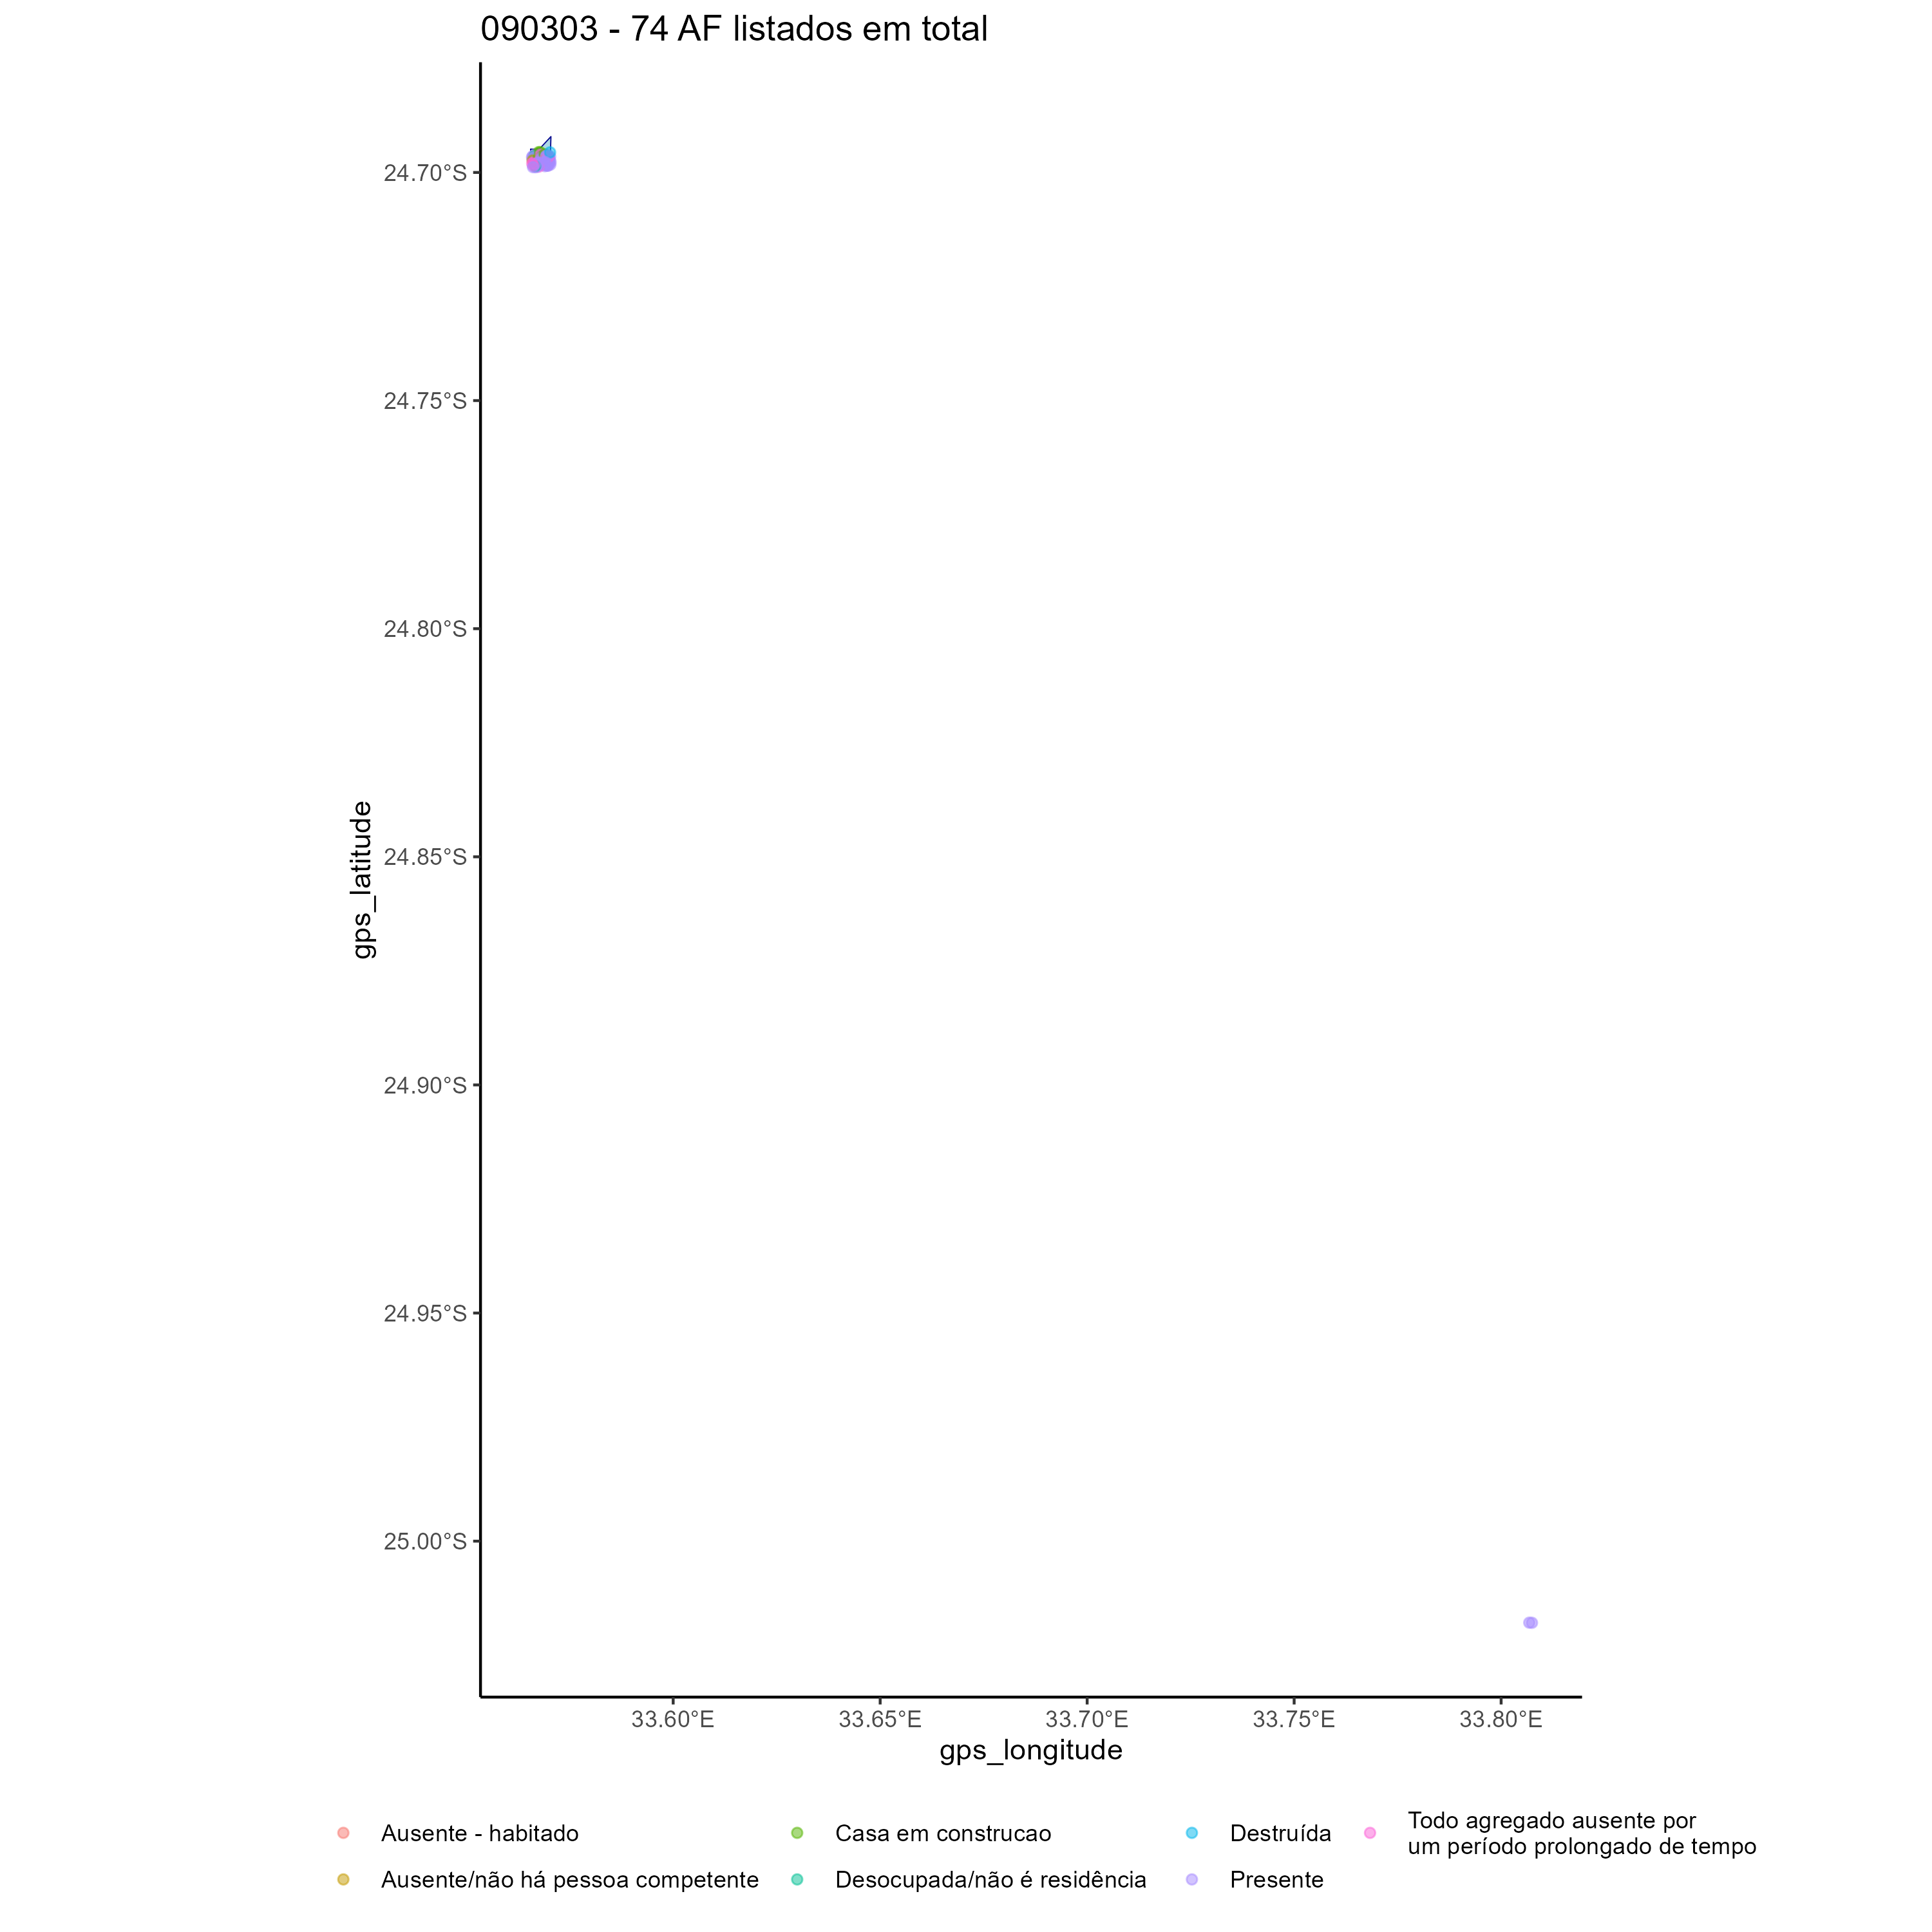 090303 - 74 AF listados em total
24.70°S
24.75°S
24.80°S
24.85°S
24.90°S
24.95°S
25.00°S
gps_latitude
33.60°E 33.65°E 33.70°E 33.75°E 33.80°E
gps_longitude
Ausente - habitado
Ausente/não há pessoa competente
Casa em construcao
Desocupada/não é residência
Destruída
Presente
Todo agregado ausente por
um período prolongado de tempo